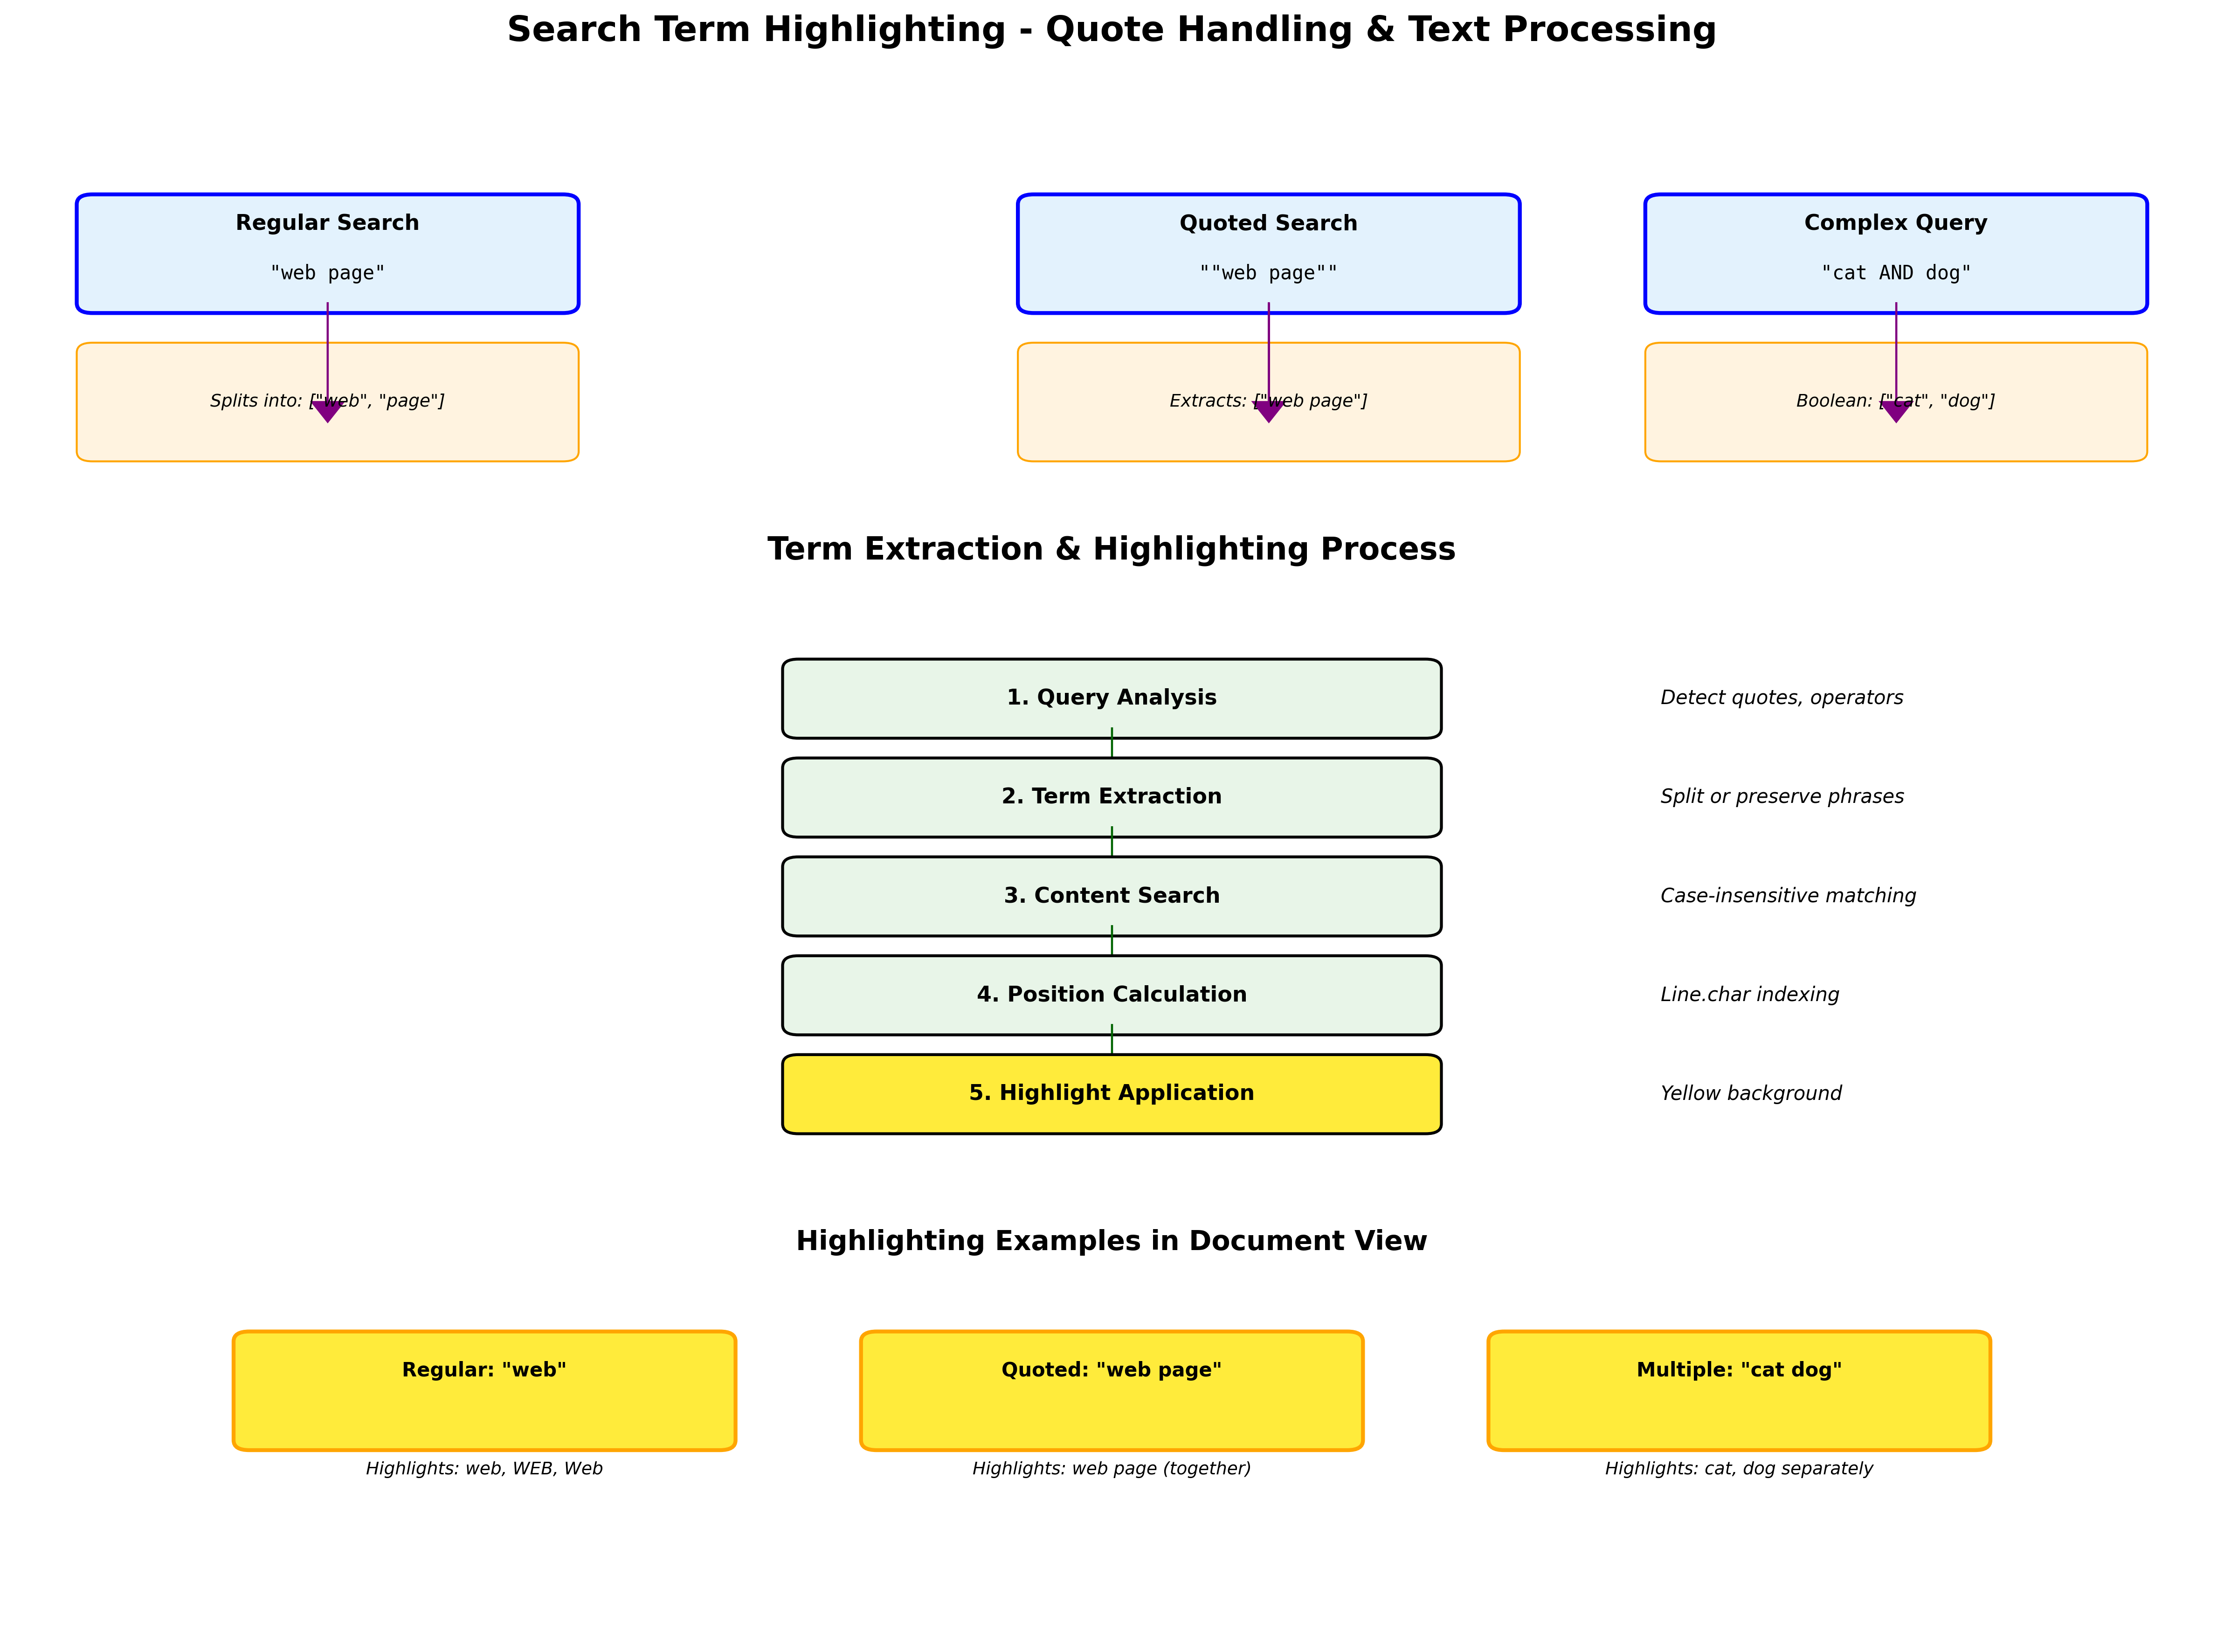 Search Term Highlighting - Quote Handling & Text Processing
Regular Search
"web page"
Splits into: ["web", "page"]
Quoted Search
""web page""
Extracts: ["web page"]
Complex Query
"cat AND dog"
Boolean: ["cat", "dog"]
Term Extraction & Highlighting Process
1. Query Analysis
Detect quotes, operators
2. Term Extraction
Split or preserve phrases
3. Content Search
Case-insensitive matching
4. Position Calculation
Line.char indexing
5. Highlight Application
Yellow background
Highlighting Examples in Document View
Regular: "web"
Highlights: web, WEB, Web
Quoted: "web page"
Highlights: web page (together)
Multiple: "cat dog"
Highlights: cat, dog separately